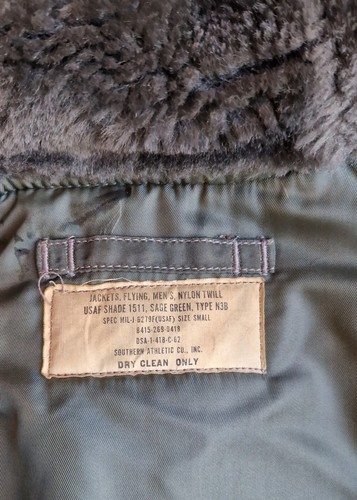 JACKETS, FLYING, MEN'S, NYLON TWILL
USAF SHADE 1511, SAGE GREEN, TYPE N3B
SPEC MIL-J-6279F(USAF) SIZE SMALL
8415-269-0419
DSA-1-418-C-62
SOUTHERN ATHLETIC CO., INC.
DRY CLEAN ONLY